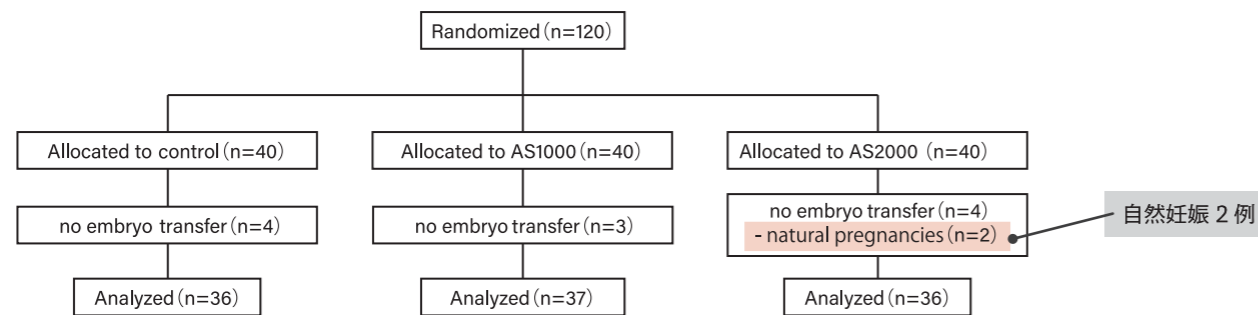 Randomized（n=120）
Allocated to control（n=40）
Allocated to AS1000（n=40）
Allocated to AS2000（n=40）
no embryo transfer（n=4）
no embryo transfer（n=3）
no embryo transfer（n=4）
- natural pregnancies（n=2）
自然妊娠 2 例
Analyzed（n=36）
Analyzed（n=37）
Analyzed（n=36）